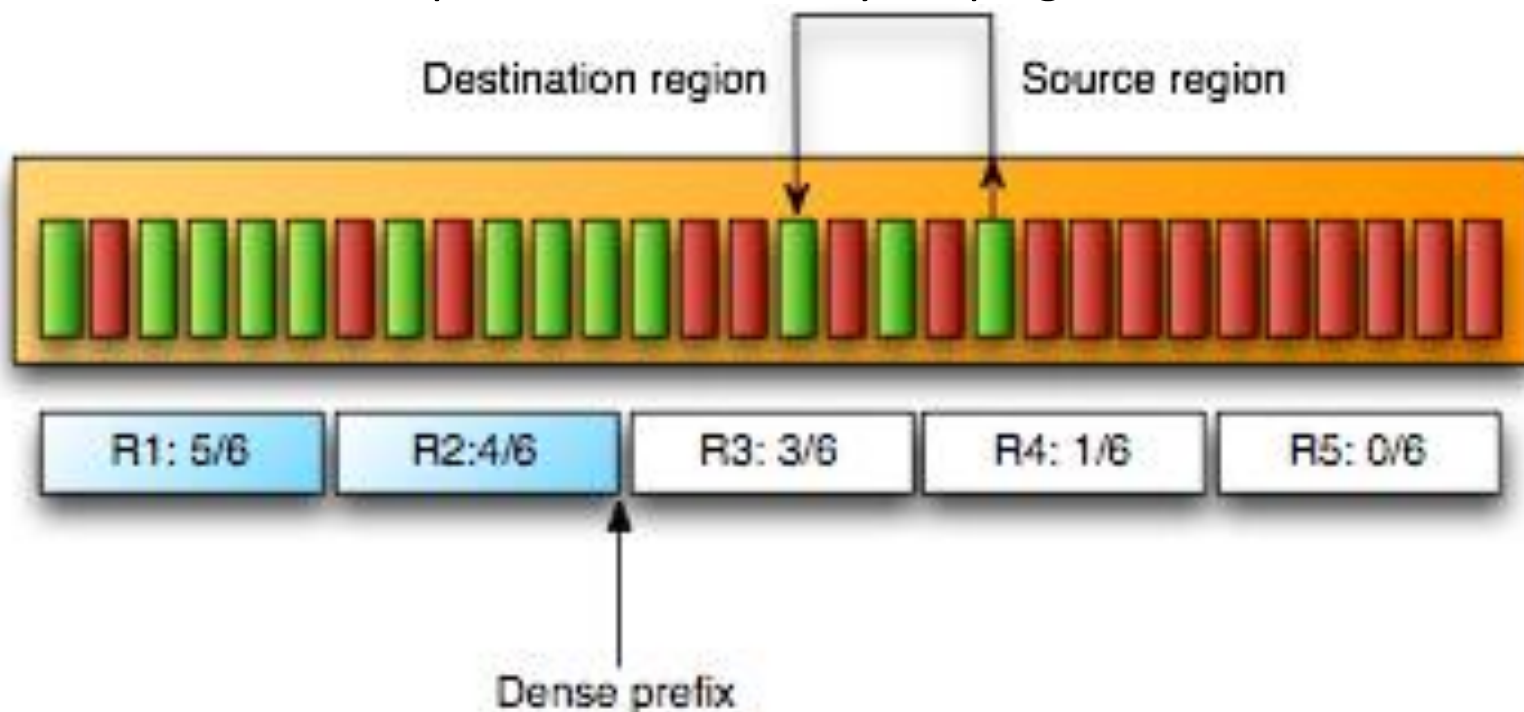 Destination region
Source region
R1: 5/6
R2:4/6
R3: 3/6
R4: 1/6
R5: 0/6
Dense prefix